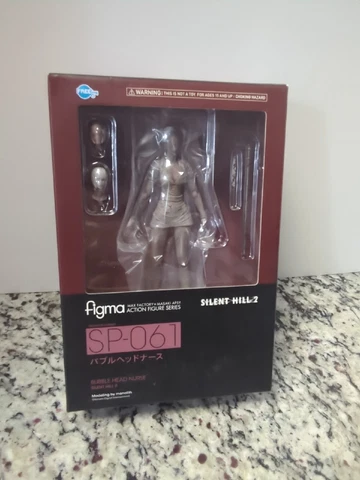 FREEing
⚠ WARNING: THIS IS NOT A TOY. FOR AGES 15 AND UP - CHOKING HAZARD
figma
MAX FACTORY+MASAKI APSY
ACTION FIGURE SERIES
SILENT HILL 2
SP-061
バブルヘッドナース
BUBBLE HEAD NURSE
SILENT HILL 2
Modeling by